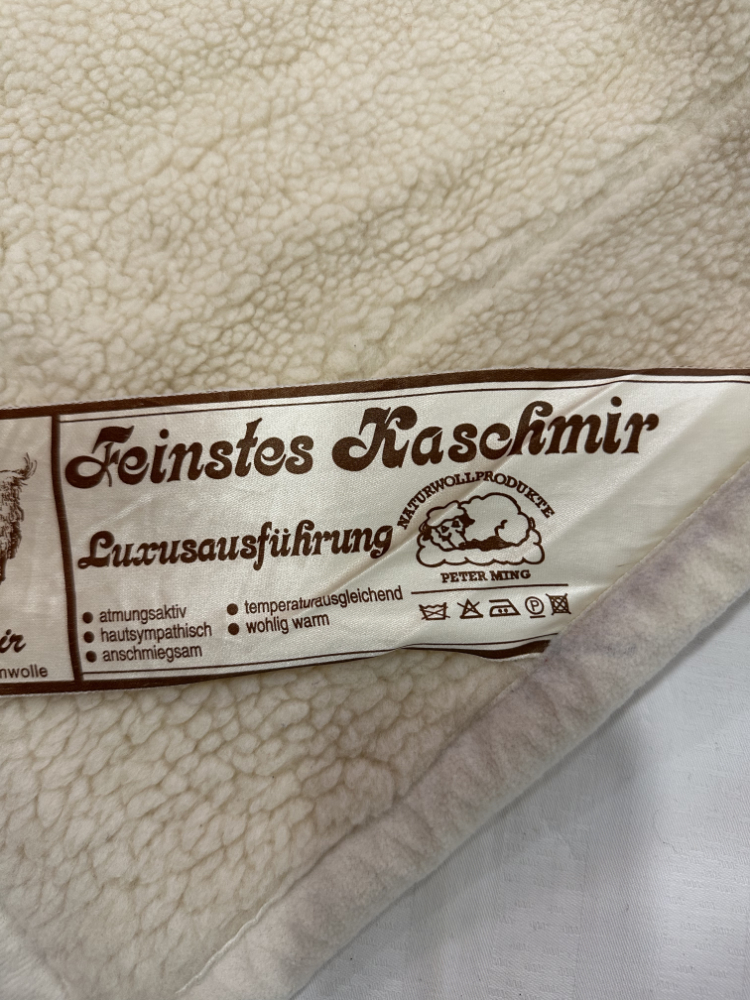 Feinstes Kaschmir
NATURWOLLPRODUKTE
Luxusausführung
PETER MING
• atmungsaktiv
• hautsympathisch
• anschmiegsam
• temperaturausgleichend
• wohlig warm
ir
nwolle